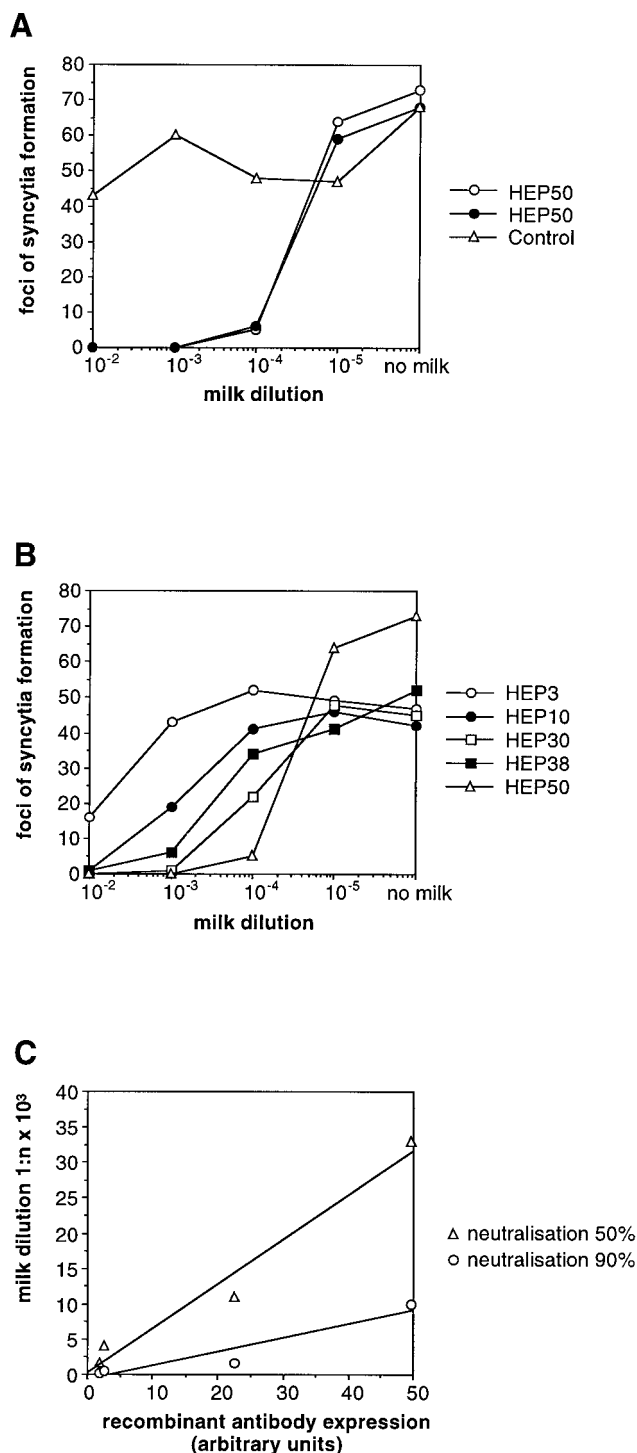 A
foci of syncytia formation
80
70
60
50
40
30
20
10
0
10⁻²
10⁻³
10⁻⁴
10⁻⁵
no milk
milk dilution
HEP50
HEP50
Control
B
foci of syncytia formation
80
70
60
50
40
30
20
10
0
10⁻²
10⁻³
10⁻⁴
10⁻⁵
no milk
milk dilution
HEP3
HEP10
HEP30
HEP38
HEP50
C
milk dilution 1:n x 10³
40
35
30
25
20
15
10
5
0
0
10
20
30
40
50
recombinant antibody expression
(arbitrary units)
neutralisation 50%
neutralisation 90%